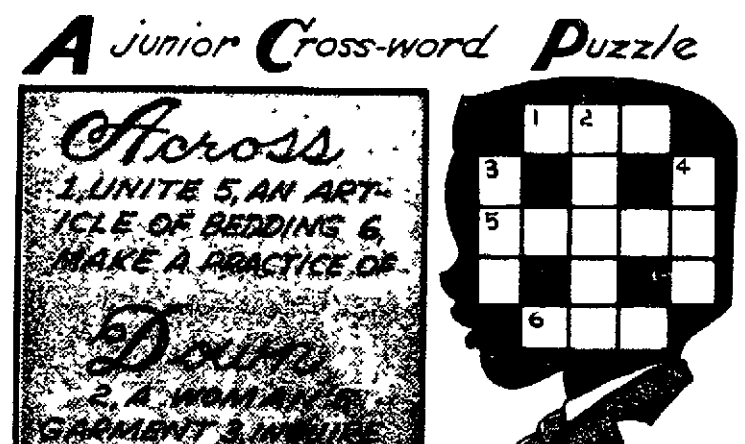 A junior Cross-word Puzzle
Across
1, UNITE 5, AN ART-
ICLE OF BEDDING 6,
MAKE A PRACTICE OF
Down
2, A WOMAN'S
GARMENT 3, INQUIRE
1 2
3 4
5
6